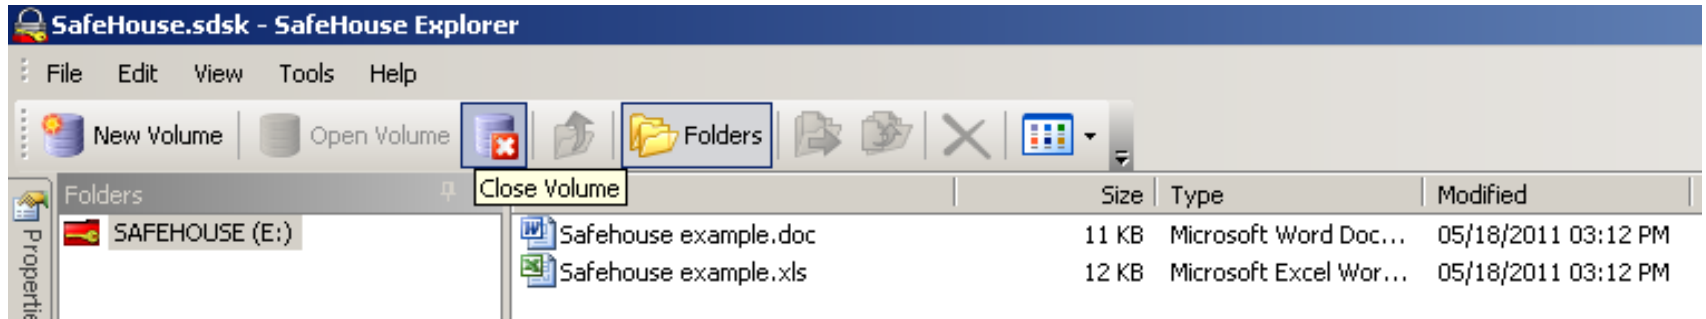 SafeHouse.sdsk - SafeHouse Explorer
File Edit View Tools Help
New Volume Open Volume Folders
Close Volume
Folders Size Type Modified
SAFEHOUSE (E:) Safehouse example.doc 11 KB Microsoft Word Doc... 05/18/2011 03:12 PM
Safehouse example.xls 12 KB Microsoft Excel Wor... 05/18/2011 03:12 PM
Propertie